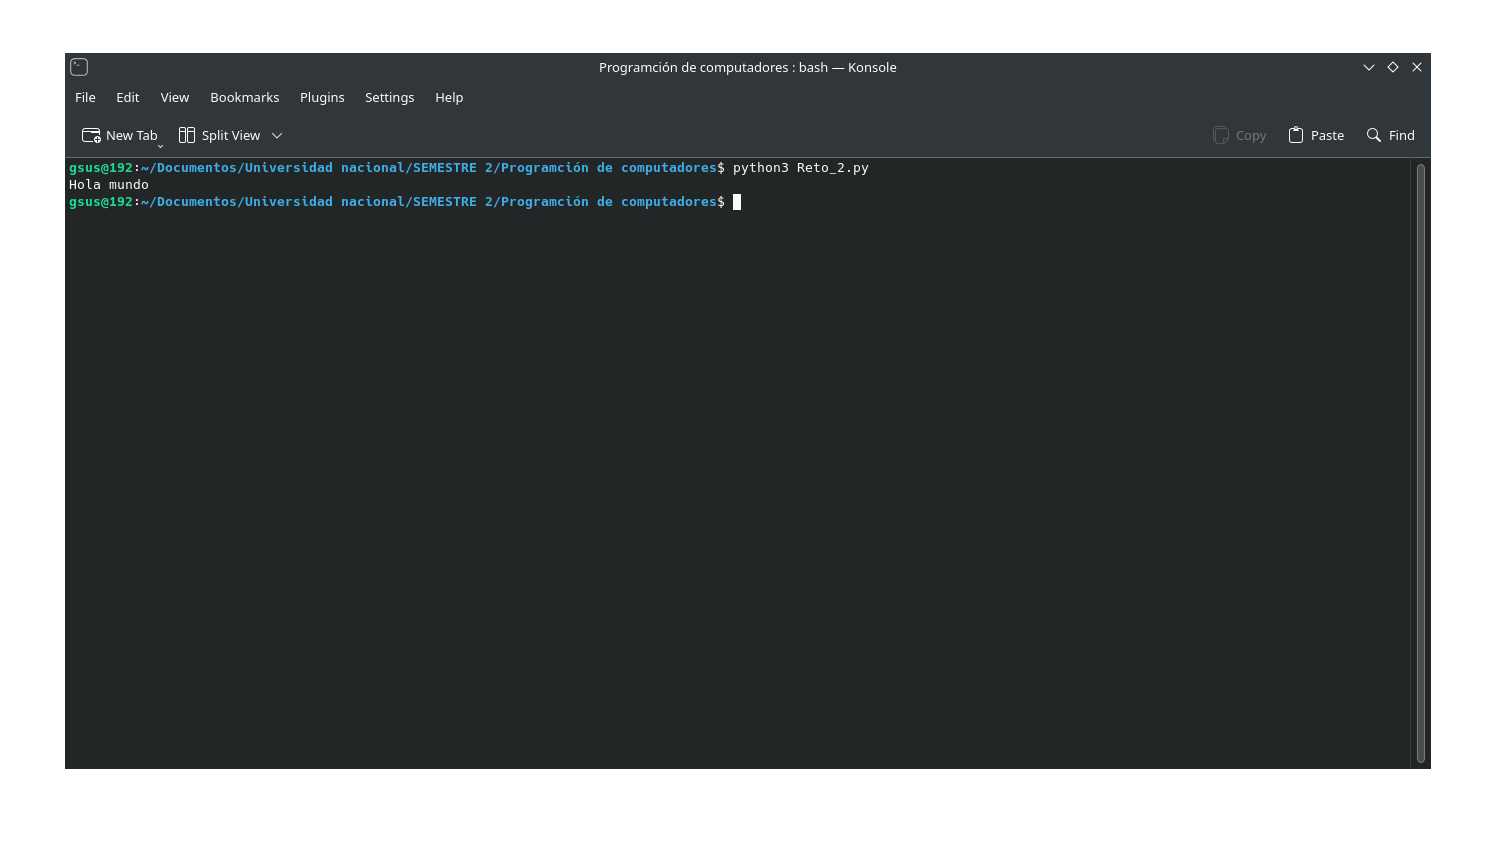 Programción de computadores : bash — Konsole
File Edit View Bookmarks Plugins Settings Help
New Tab Split View Copy Paste Find
gsus@192:~/Documentos/Universidad nacional/SEMESTRE 2/Programción de computadores$ python3 Reto_2.py
Hola mundo
gsus@192:~/Documentos/Universidad nacional/SEMESTRE 2/Programción de computadores$